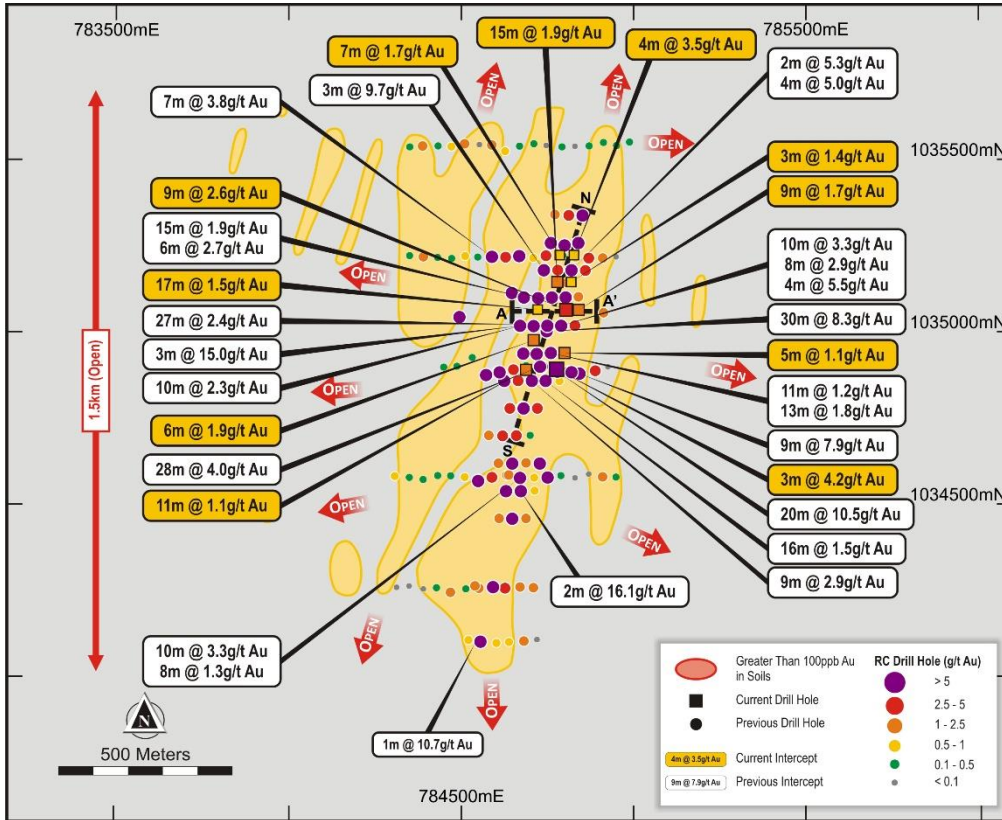 783500mE
785500mE
15m @ 1.9g/t Au
4m @ 3.5g/t Au
7m @ 1.7g/t Au
2m @ 5.3g/t Au
4m @ 5.0g/t Au
3m @ 9.7g/t Au
7m @ 3.8g/t Au
OPEN
OPEN
OPEN
1035500mN
3m @ 1.4g/t Au
9m @ 1.7g/t Au
9m @ 2.6g/t Au
15m @ 1.9g/t Au
6m @ 2.7g/t Au
N
10m @ 3.3g/t Au
8m @ 2.9g/t Au
4m @ 5.5g/t Au
OPEN
17m @ 1.5g/t Au
A
A'
27m @ 2.4g/t Au
30m @ 8.3g/t Au
1035000mN
3m @ 15.0g/t Au
5m @ 1.1g/t Au
1.5km (Open)
10m @ 2.3g/t Au
OPEN
OPEN
11m @ 1.2g/t Au
13m @ 1.8g/t Au
6m @ 1.9g/t Au
9m @ 7.9g/t Au
S
28m @ 4.0g/t Au
3m @ 4.2g/t Au
11m @ 1.1g/t Au
OPEN
1034500mN
20m @ 10.5g/t Au
OPEN
16m @ 1.5g/t Au
9m @ 2.9g/t Au
2m @ 16.1g/t Au
OPEN
10m @ 3.3g/t Au
8m @ 1.3g/t Au
OPEN
1m @ 10.7g/t Au
N
500 Meters
784500mE
Greater Than 100ppb Au
in Soils
Current Drill Hole
Previous Drill Hole
4m @ 3.5g/t Au Current Intercept
9m @ 7.9g/t Au Previous Intercept
RC Drill Hole (g/t Au)
> 5
2.5 - 5
1 - 2.5
0.5 - 1
0.1 - 0.5
< 0.1